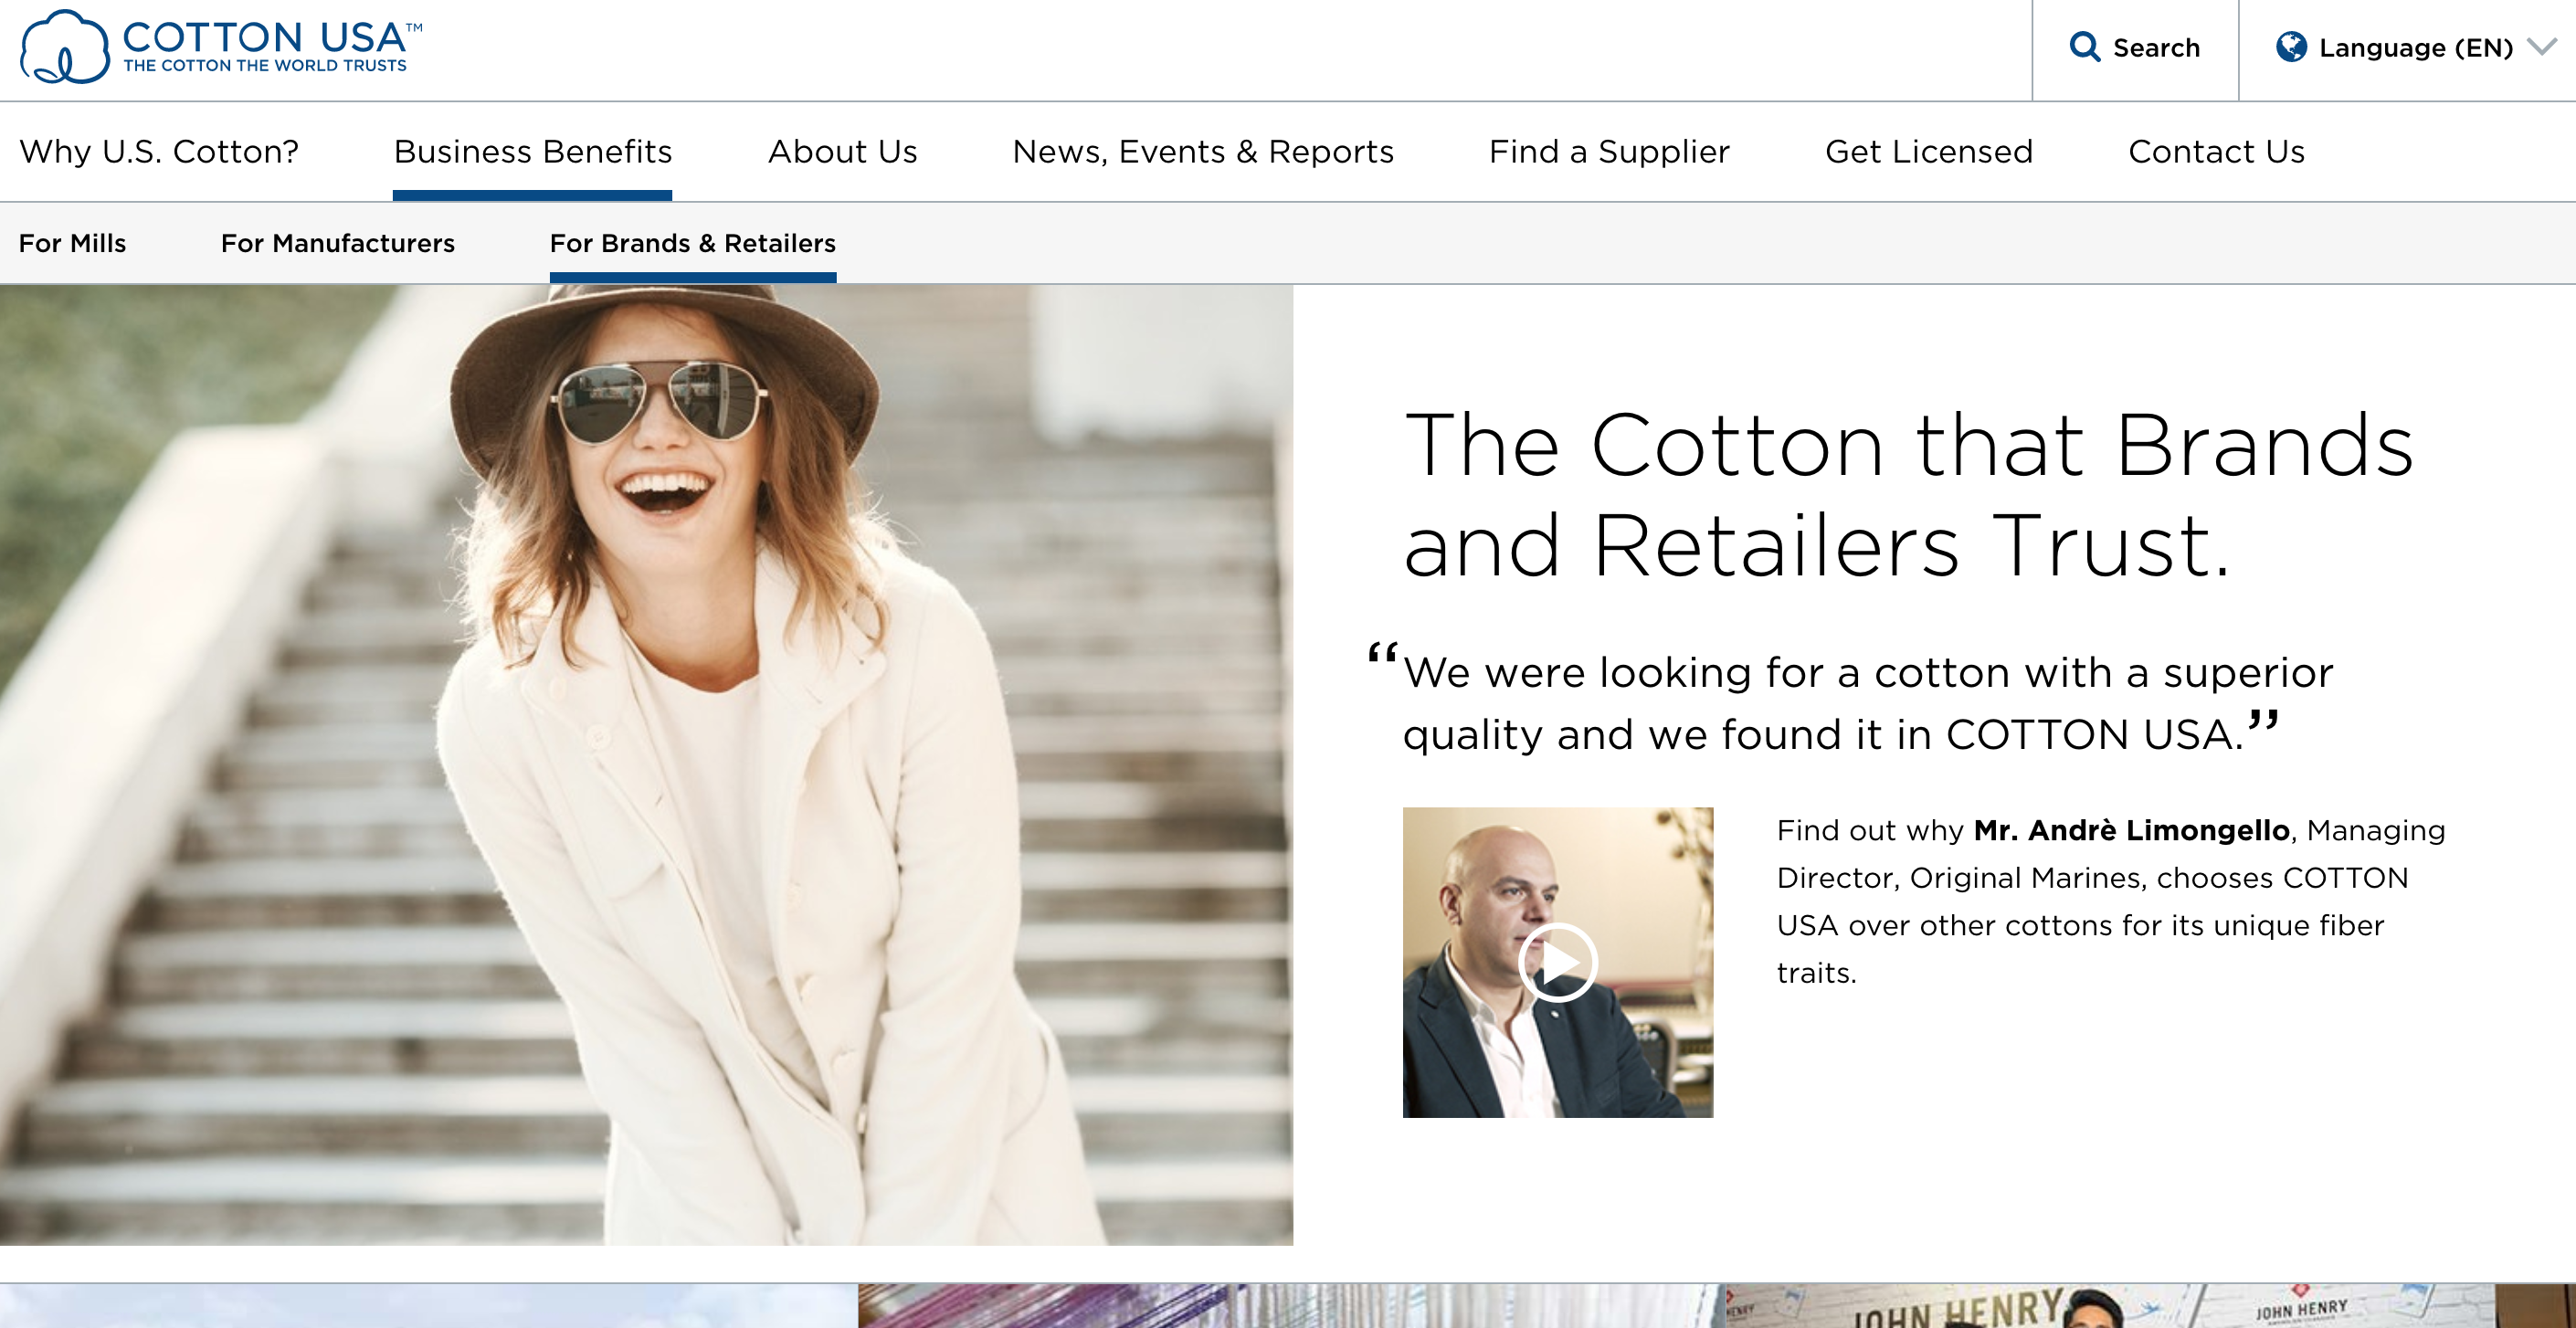 COTTON USA™
THE COTTON THE WORLD TRUSTS
Search
Language (EN)
Why U.S. Cotton?
Business Benefits
About Us
News, Events & Reports
Find a Supplier
Get Licensed
Contact Us
For Mills
For Manufacturers
For Brands & Retailers
The Cotton that Brands
and Retailers Trust.
“We were looking for a cotton with a superior
quality and we found it in COTTON USA.”
Find out why Mr. Andrè Limongello, Managing
Director, Original Marines, chooses COTTON
USA over other cottons for its unique fiber
traits.
JOHN HENRY
JOHN HENRY